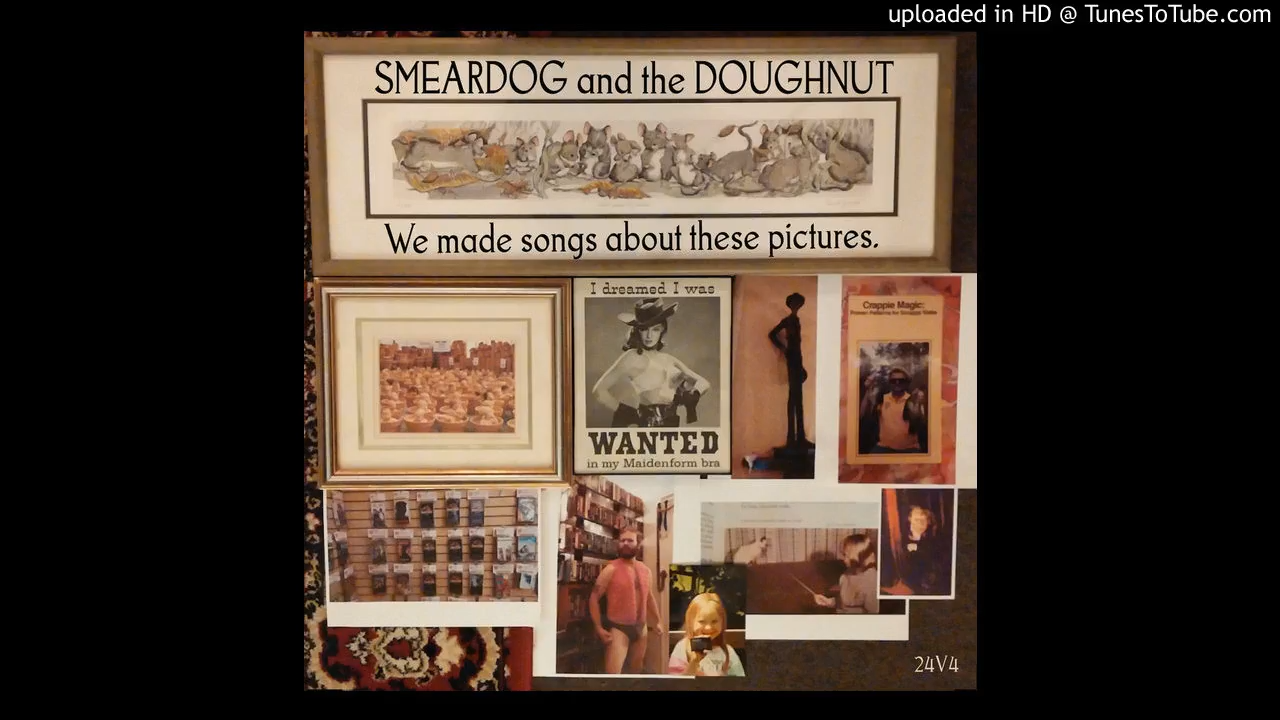 uploaded in HD @ TunesToTube.com
SMEARDOG and the DOUGHNUT
We made songs about these pictures.
I dreamed I was
WANTED
in my Maidenform bra
Crappie Magic:
24V4